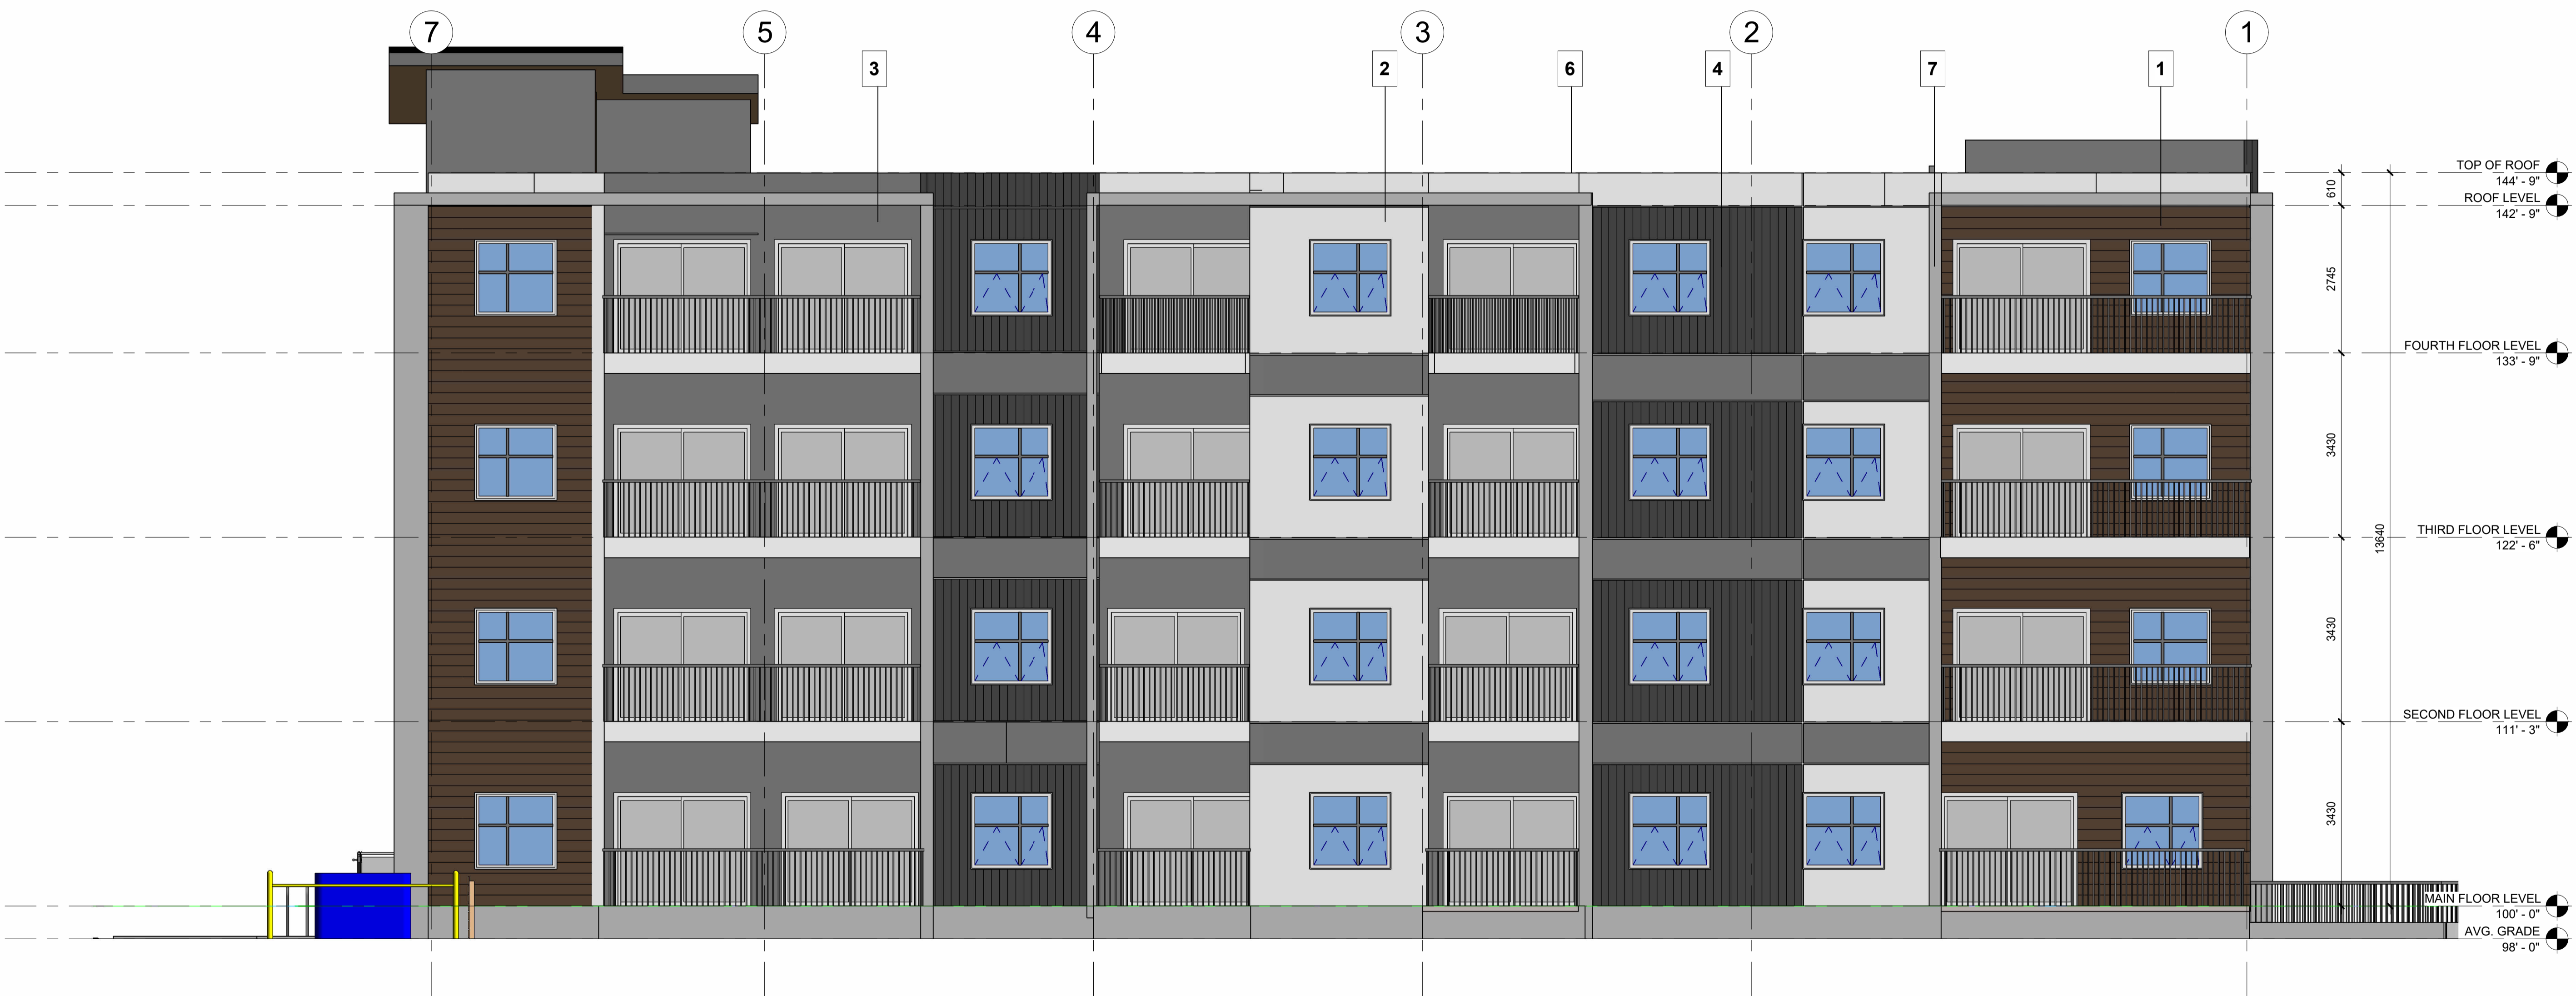 7
5
4
3
2
1
3
2
6
4
7
1
TOP OF ROOF
144' - 9"
610
ROOF LEVEL
142' - 9"
2745
FOURTH FLOOR LEVEL
133' - 9"
3430
THIRD FLOOR LEVEL
122' - 6"
13640
3430
SECOND FLOOR LEVEL
111' - 3"
3430
MAIN FLOOR LEVEL
100' - 0"
AVG. GRADE
98' - 0"